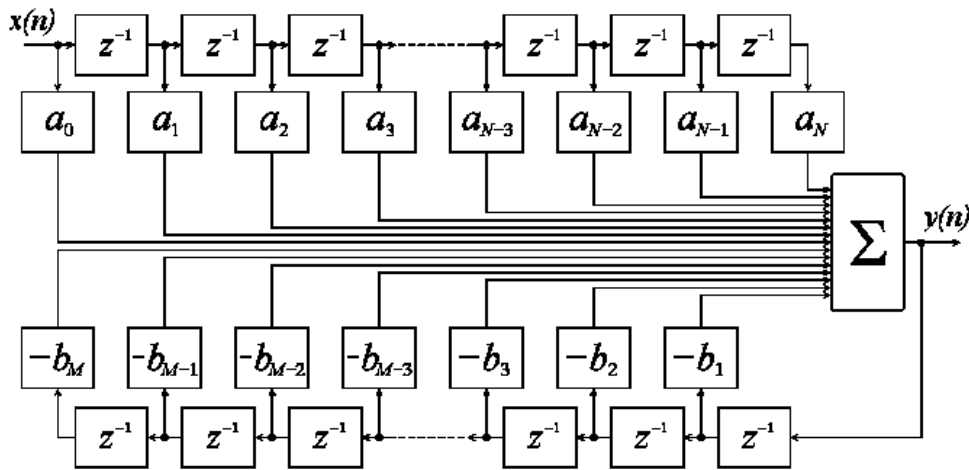 x(n)
z⁻¹ z⁻¹ z⁻¹ z⁻¹ z⁻¹ z⁻¹
a₀ a₁ a₂ a₃ a_{N-3} a_{N-2} a_{N-1} a_N
Σ y(n)
-b_M -b_{M-1} -b_{M-2} -b_{M-3} -b₃ -b₂ -b₁
z⁻¹ z⁻¹ z⁻¹ z⁻¹ z⁻¹ z⁻¹